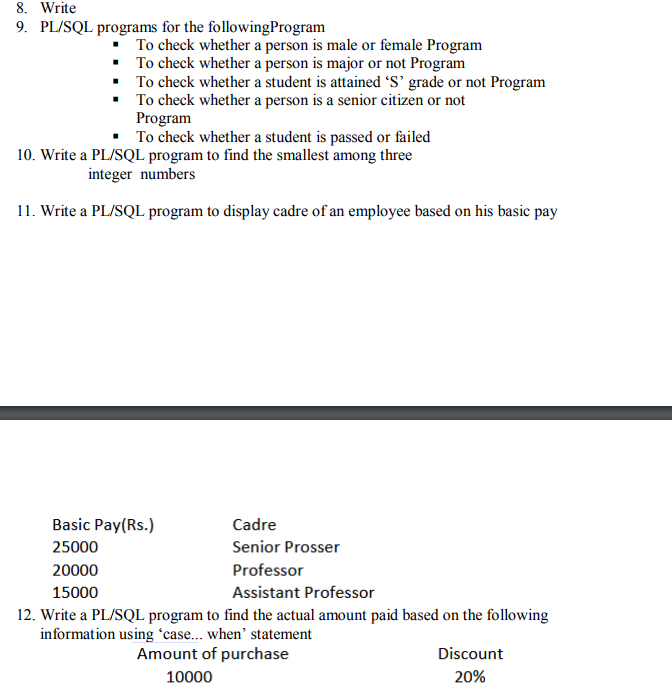 8. Write
9. PL/SQL programs for the followingProgram
▪ To check whether a person is male or female Program
▪ To check whether a person is major or not Program
▪ To check whether a student is attained ‘S’ grade or not Program
▪ To check whether a person is a senior citizen or not
Program
▪ To check whether a student is passed or failed
10. Write a PL/SQL program to find the smallest among three
integer numbers
11. Write a PL/SQL program to display cadre of an employee based on his basic pay
Basic Pay(Rs.) Cadre
25000 Senior Prosser
20000 Professor
15000 Assistant Professor
12. Write a PL/SQL program to find the actual amount paid based on the following
information using ‘case... when’ statement
Amount of purchase Discount
10000 20%